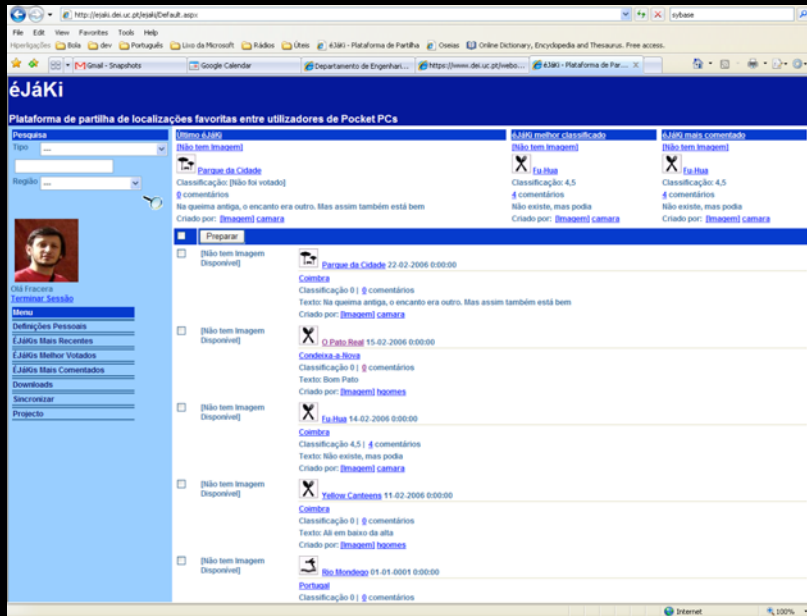 http://ejaki.dei.uc.pt/ejaki/Default.aspx
sybase
File Edit View Favorites Tools Help
Hiperligações Bola dev Português Livo da Microsoft Rádios Úteis éJáKi - Plataforma de Partilha Oseias Online Dictionary, Encyclopedia and Thesaurus. Free access.
Gmail - Snapshots Google Calendar Departamento de Engenhari... https://www.dei.uc.pt/webo... éJáKi - Plataforma de Par... X
éJáKi
Plataforma de partilha de localizações favoritas entre utilizadores de Pocket PCs
Pesquisa
Tipo ---
Região ---
Olá Fracera
Terminar Sessão
Menu
Definições Pessoais
ÉJáKis Mais Recentes
ÉJáKis Melhor Votados
ÉJáKis Mais Comentados
Downloads
Sincronizar
Projecto
Último éJáKi
[Não tem Imagem]
Parque da Cidade
Classificação: [Não foi votado]
0 comentários
Na queima antiga, o encanto era outro. Mas assim também está bem
Criado por: [Imagem] camara
éJáKi melhor classificado
[Não tem Imagem]
Fu-Hua
Classificação: 4,5
4 comentários
Não existe, mas podia
Criado por: [Imagem] camara
éJáKi mais comentado
[Não tem Imagem]
Fu-Hua
Classificação: 4,5
4 comentários
Não existe, mas podia
Criado por: [Imagem] camara
Preparar
[Não tem Imagem
Disponível]
Parque da Cidade 22-02-2006 0:00:00
Coimbra
Classificação 0 | 0 comentários
Texto: Na queima antiga, o encanto era outro. Mas assim também está bem
Criado por: [Imagem] camara
[Não tem Imagem
Disponível]
O Pato Real 15-02-2006 0:00:00
Condeixa-a-Nova
Classificação 0 | 0 comentários
Texto: Bom Pato
Criado por: [Imagem] hgomes
[Não tem Imagem
Disponível]
Fu-Hua 14-02-2006 0:00:00
Coimbra
Classificação 4,5 | 4 comentários
Texto: Não existe, mas podia
Criado por: [Imagem] camara
[Não tem Imagem
Disponível]
Yellow Canteens 11-02-2006 0:00:00
Coimbra
Classificação 0 | 0 comentários
Texto: Ali em baixo da alta
Criado por: [Imagem] hgomes
[Não tem Imagem
Disponível]
Rio Mondego 01-01-0001 0:00:00
Portugal
Classificação 0 | 0 comentários
Internet 100%